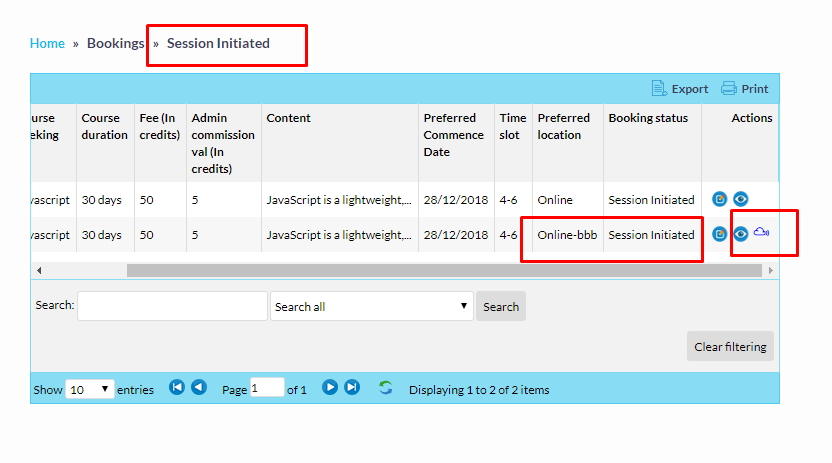 Home » Bookings » Session Initiated
Export Print
urse
eking
Course
duration
Fee (In
credits)
Admin
commission
val (In
credits)
Content
Preferred
Commence
Date
Time
slot
Preferred
location
Booking status
Actions
vascript 30 days 50 5 JavaScript is a lightweight,... 28/12/2018 4-6 Online Session Initiated
vascript 30 days 50 5 JavaScript is a lightweight,... 28/12/2018 4-6 Online-bbb Session Initiated
Search: Search all Search
Clear filtering
Show 10 entries Page 1 of 1 Displaying 1 to 2 of 2 items